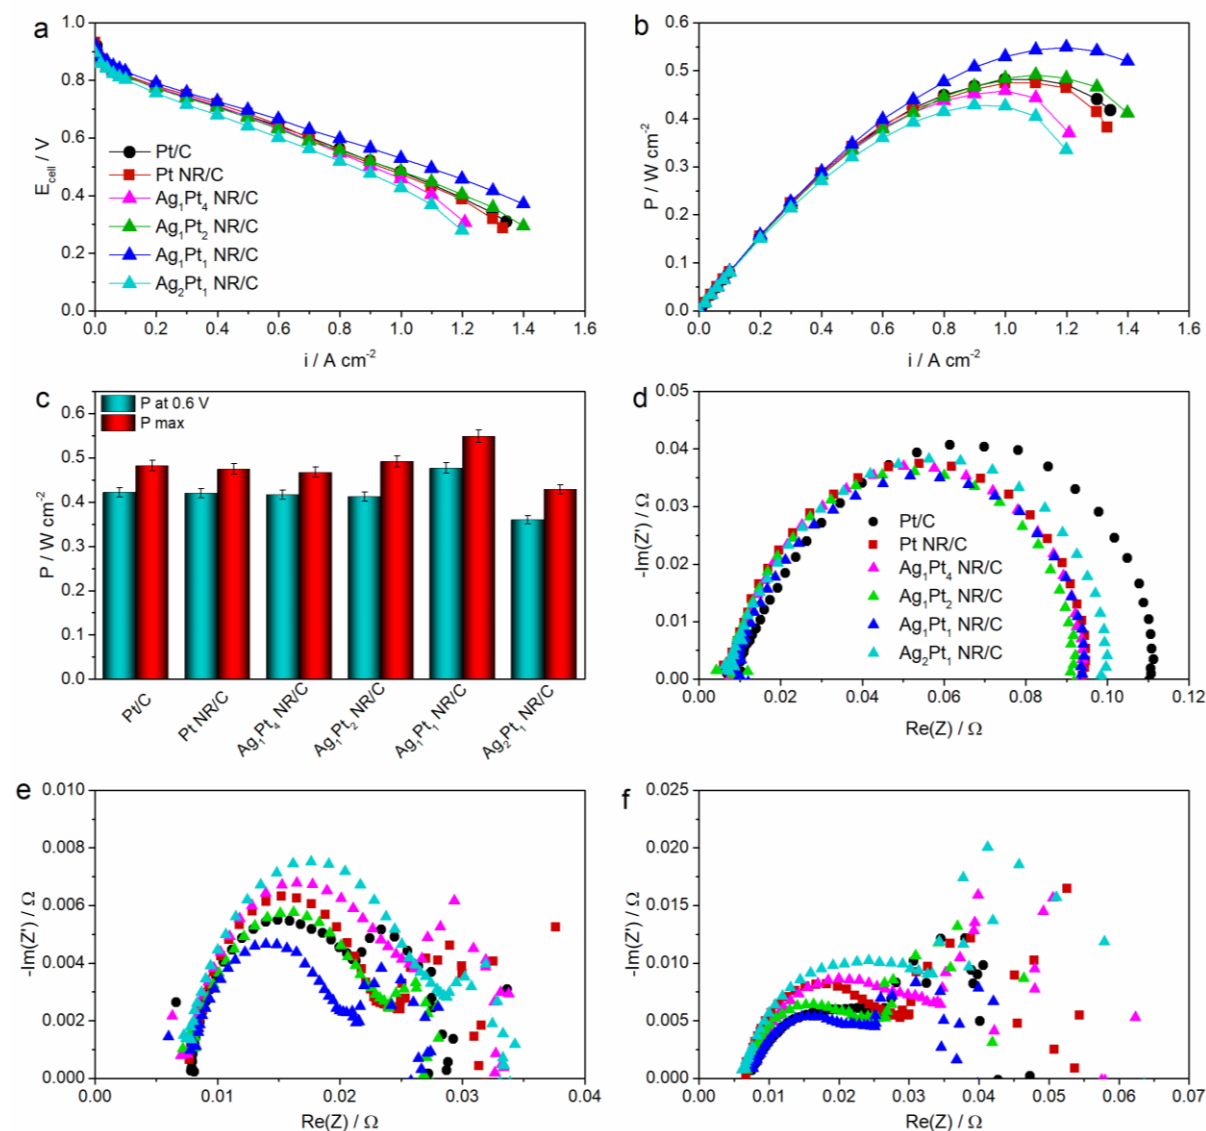 a
1.0
0.8
0.6
0.4
0.2
0.0
E_cell / V
Pt/C
Pt NR/C
Ag₁Pt₄ NR/C
Ag₁Pt₂ NR/C
Ag₁Pt₁ NR/C
Ag₂Pt₁ NR/C
0.0 0.2 0.4 0.6 0.8 1.0 1.2 1.4 1.6
i / A cm⁻²
b
0.6
0.5
0.4
0.3
0.2
0.1
0.0
P / W cm⁻²
0.0 0.2 0.4 0.6 0.8 1.0 1.2 1.4 1.6
i / A cm⁻²
c
P at 0.6 V
P max
0.6
0.5
0.4
0.3
0.2
0.1
0.0
P / W cm⁻²
Pt/C
Pt NR/C
Ag₁Pt₄ NR/C
Ag₁Pt₂ NR/C
Ag₁Pt₁ NR/C
Ag₂Pt₁ NR/C
d
0.05
0.04
0.03
0.02
0.01
0.00
-Im(Z') / Ω
Pt/C
Pt NR/C
Ag₁Pt₄ NR/C
Ag₁Pt₂ NR/C
Ag₁Pt₁ NR/C
Ag₂Pt₁ NR/C
0.00 0.02 0.04 0.06 0.08 0.10 0.12
Re(Z) / Ω
e
0.010
0.008
0.006
0.004
0.002
0.000
-Im(Z') / Ω
0.00 0.01 0.02 0.03 0.04
Re(Z) / Ω
f
0.025
0.020
0.015
0.010
0.005
0.000
-Im(Z') / Ω
0.00 0.01 0.02 0.03 0.04 0.05 0.06 0.07
Re(Z) / Ω